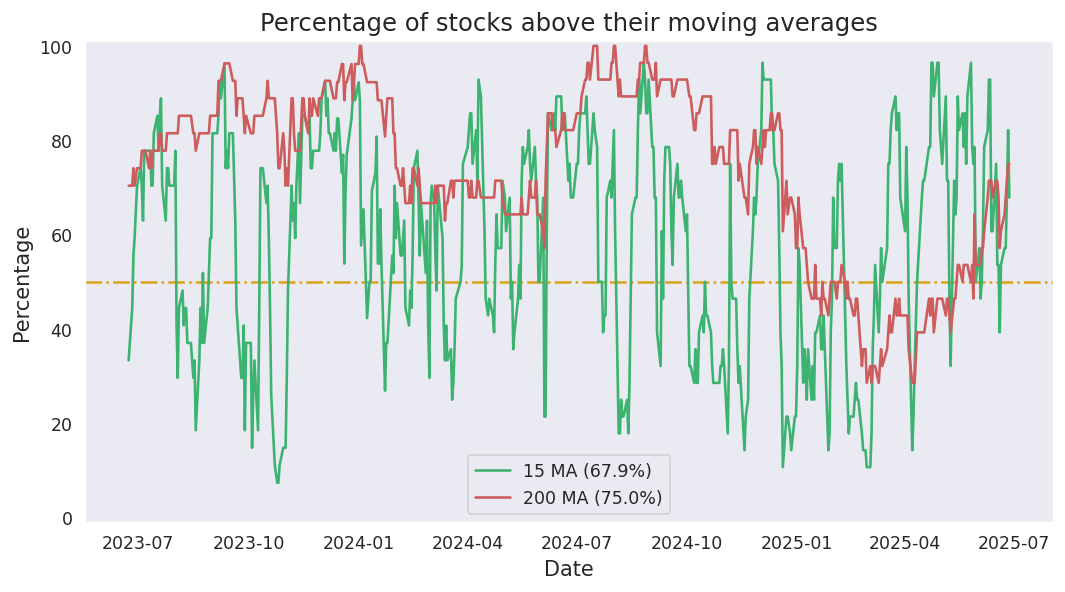 Percentage of stocks above their moving averages
Percentage
100
80
60
40
20
0
15 MA (67.9%)
200 MA (75.0%)
2023-07 2023-10 2024-01 2024-04 2024-07 2024-10 2025-01 2025-04 2025-07
Date